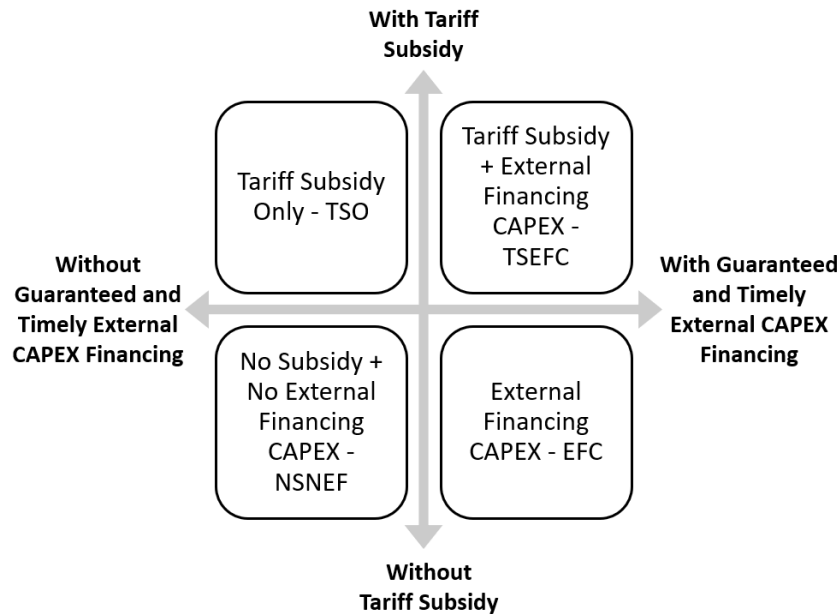 With Tariff
Subsidy
Tariff Subsidy
Only - TSO
Tariff Subsidy
+ External
Financing
CAPEX -
TSEFC
Without
Guaranteed and
Timely External
CAPEX Financing
With Guaranteed
and Timely
External CAPEX
Financing
No Subsidy +
No External
Financing
CAPEX -
NSNEF
External
Financing
CAPEX - EFC
Without
Tariff Subsidy